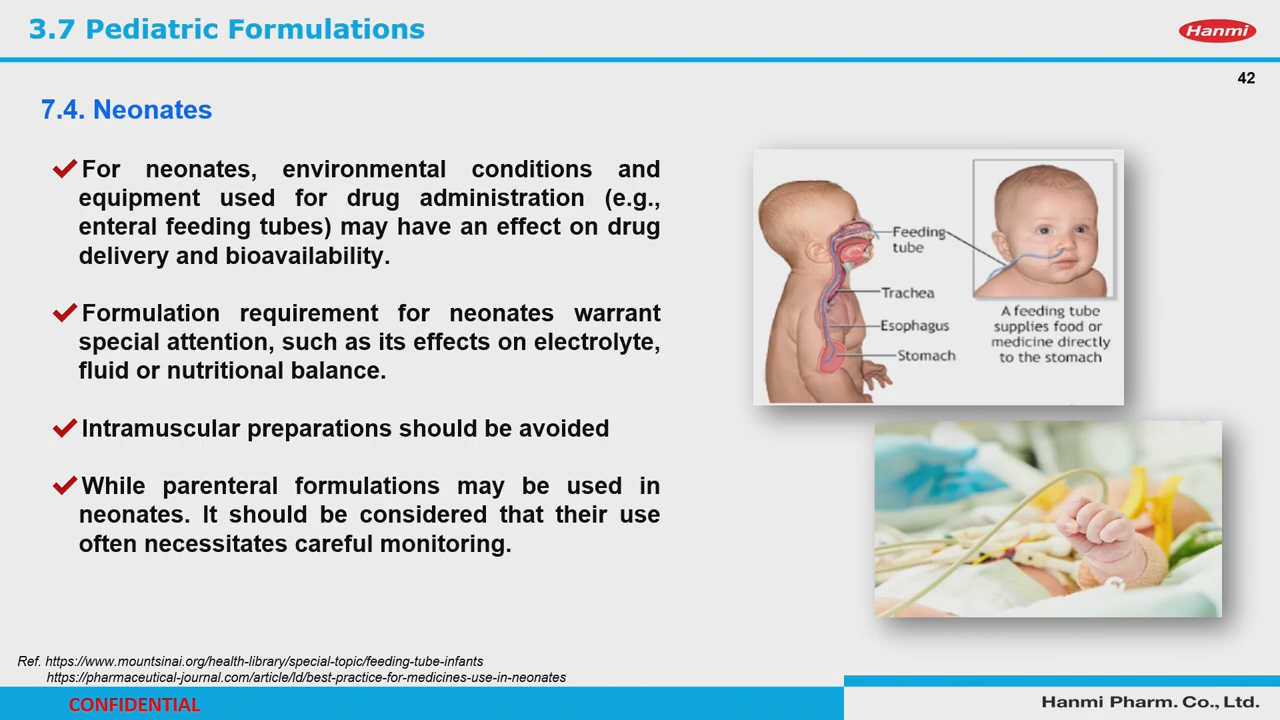 3.7 Pediatric Formulations
Hanmi
42
7.4. Neonates
For neonates, environmental conditions and
equipment used for drug administration (e.g.,
enteral feeding tubes) may have an effect on drug
delivery and bioavailability.
Formulation requirement for neonates warrant
special attention, such as its effects on electrolyte,
fluid or nutritional balance.
Intramuscular preparations should be avoided
While parenteral formulations may be used in
neonates. It should be considered that their use
often necessitates careful monitoring.
Feeding
tube
Trachea
Esophagus
Stomach
A feeding tube
supplies food or
medicine directly
to the stomach
Ref. https://www.mountsinai.org/health-library/special-topic/feeding-tube-infants
https://pharmaceutical-journal.com/article/ld/best-practice-for-medicines-use-in-neonates
CONFIDENTIAL
Hanmi Pharm. Co., Ltd.